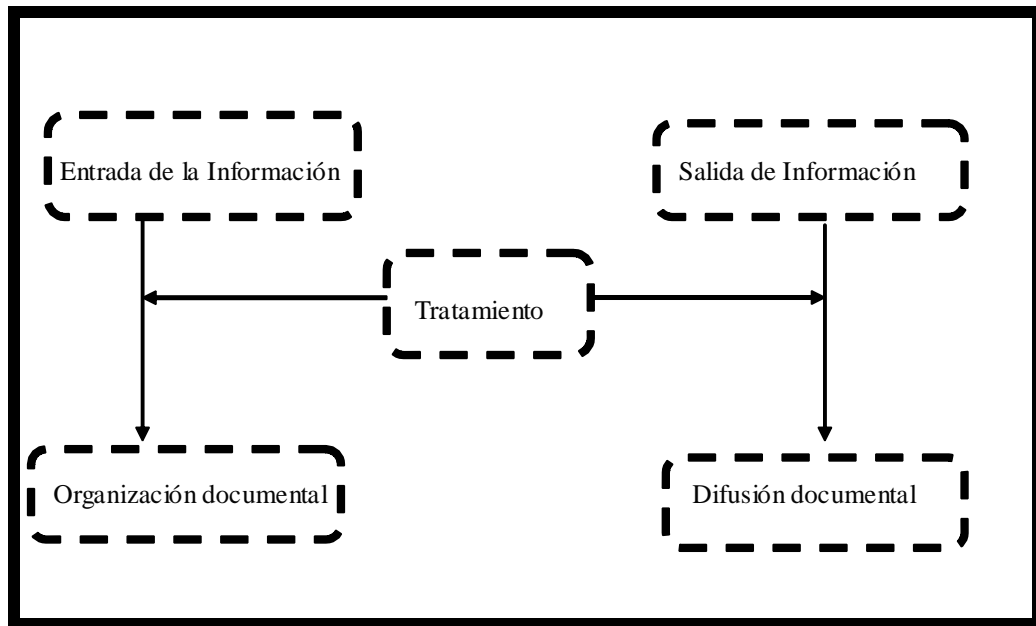 Entrada de la Información
Salida de Información
Tratamiento
Organización documental
Difusión documental